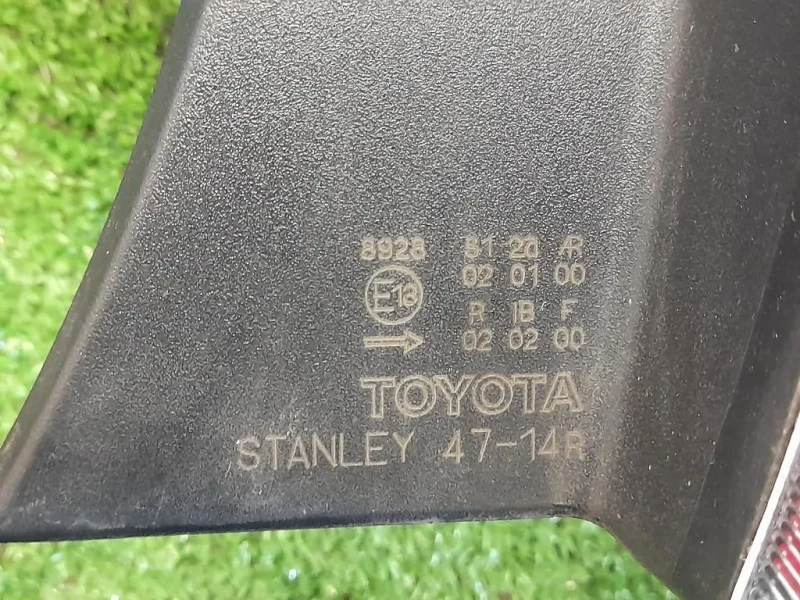 8928 S1 2a AR
02 01 00
E13
R IB F
→ 02 02 00
TOYOTA
STANLEY 47-14R